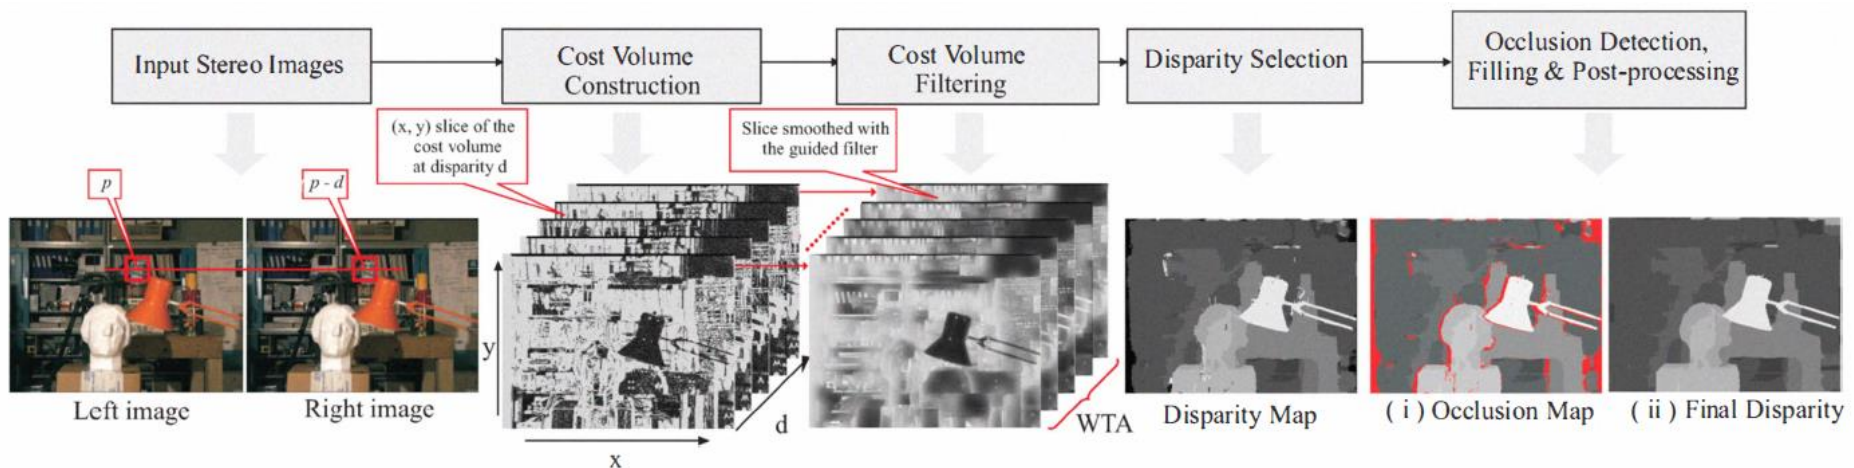 Input Stereo Images
Cost Volume
Construction
Cost Volume
Filtering
Disparity Selection
Occlusion Detection,
Filling & Post-processing
(x, y) slice of the
cost volume
at disparity d
Slice smoothed with
the guided filter
p
p - d
y
x
d
WTA
Left image
Right image
Disparity Map
( i ) Occlusion Map
( ii ) Final Disparity